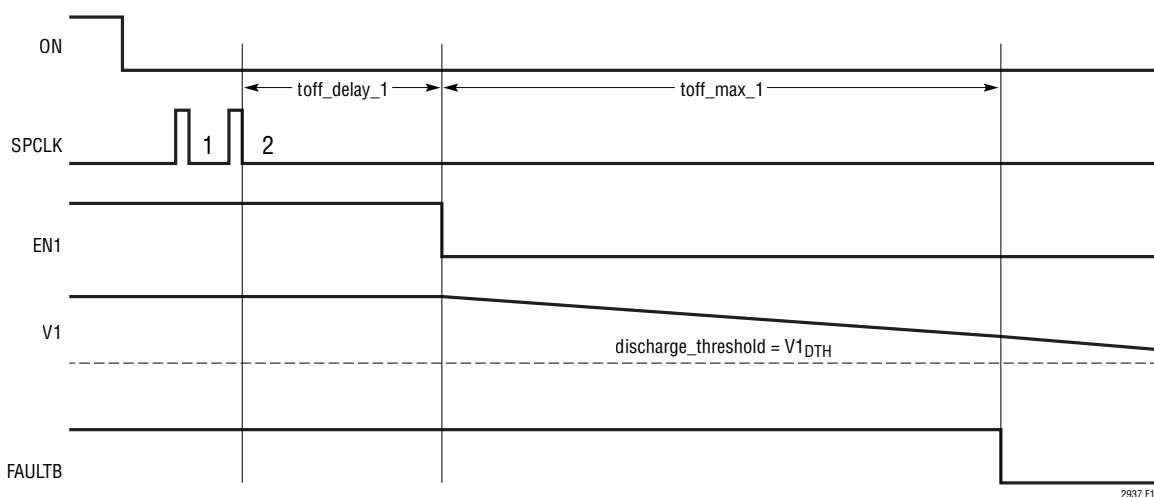 ON
toff_delay_1
toff_max_1
SPCLK
1
2
EN1
V1
discharge_threshold = V1DTH
FAULTB
2937 F1